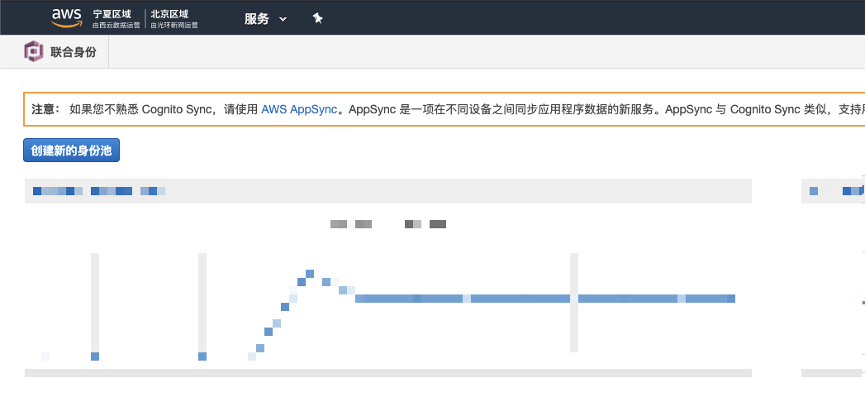 aws 宁夏区域 北京区域 服务
由西云数据运营 由光环新网运营
联合身份
注意： 如果您不熟悉 Cognito Sync，请使用 AWS AppSync。AppSync 是一项在不同设备之间同步应用程序数据的新服务。AppSync 与 Cognito Sync 类似，支持
创建新的身份池